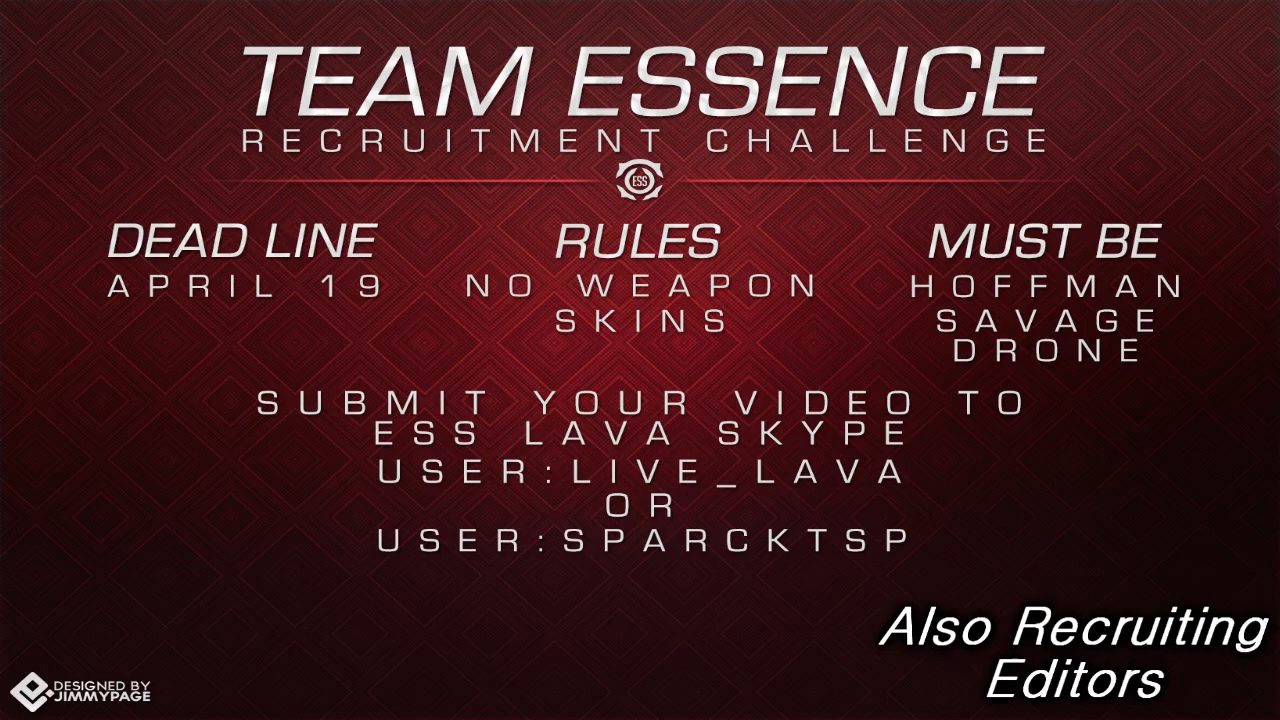 TEAM ESSENCE
RECRUITMENT CHALLENGE
ESS
DEAD LINE
APRIL 19
RULES
NO WEAPON
SKINS
MUST BE
HOFFMAN
SAVAGE
DRONE
SUBMIT YOUR VIDEO TO
ESS LAVA SKYPE
USER:LIVE_LAVA
OR
USER:SPARCKTSP
Also Recruiting
Editors
DESIGNED BY
JIMMYPAGE